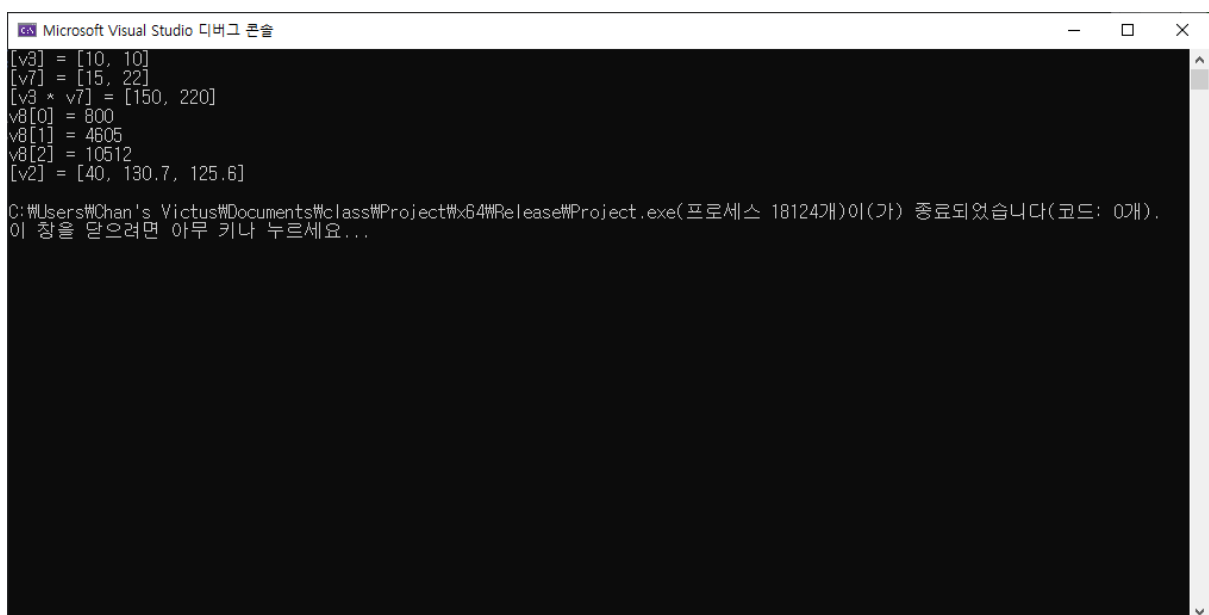 Microsoft Visual Studio 디버그 콘솔
[v3] = [10, 10]
[v7] = [15, 22]
[v3 * v7] = [150, 220]
v8[0] = 800
v8[1] = 4605
v8[2] = 10512
[v2] = [40, 130.7, 125.6]
C:₩Users₩Chan's Victus₩Documents₩class₩Project₩x64₩Release₩Project.exe(프로세스 18124개)이(가) 종료되었습니다(코드: 0개).
이 창을 닫으려면 아무 키나 누르세요...